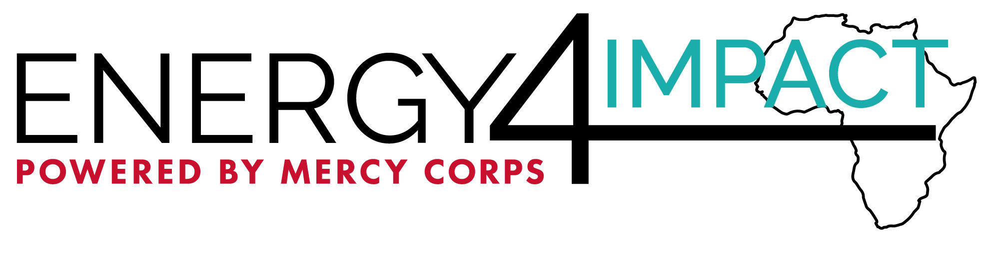 ENERGY4IMPACT
POWERED BY MERCY CORPS